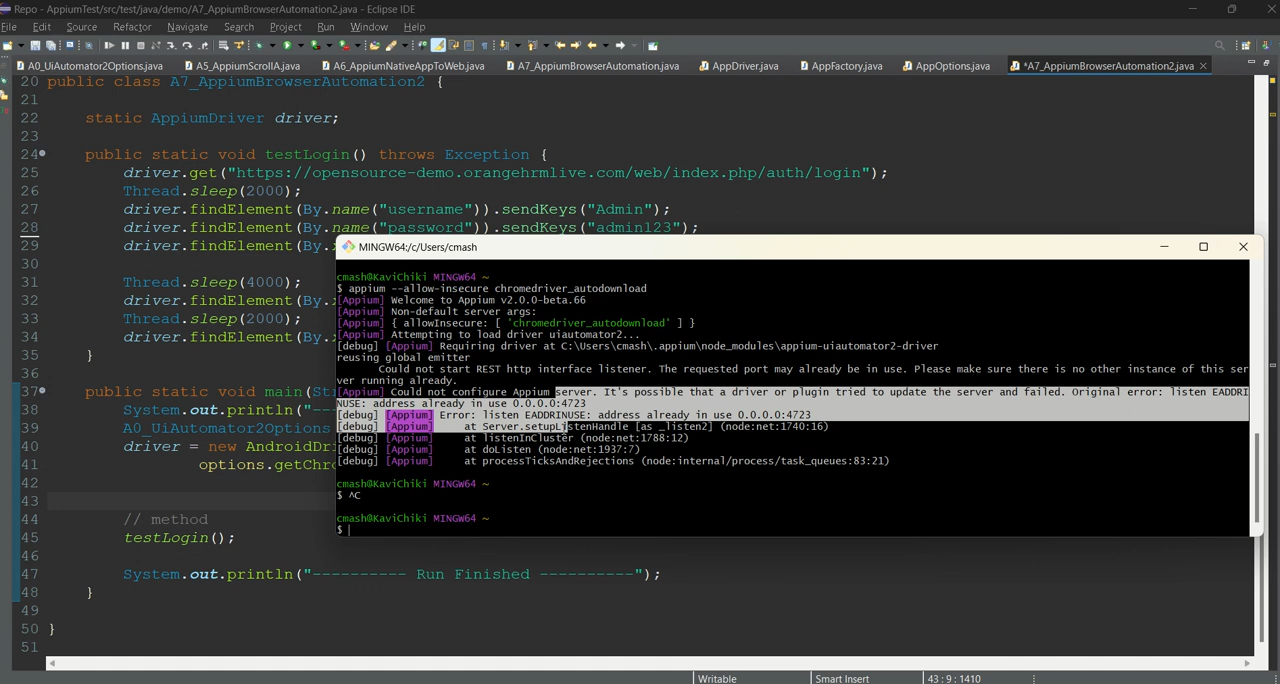 Repo - AppiumTest/src/test/java/demo/A7_AppiumBrowserAutomation2.java - Eclipse IDE
File Edit Source Refactor Navigate Search Project Run Window Help
A0_UiAutomator2Options.java A5_AppiumScrollA.java A6_AppiumNativeAppToWeb.java A7_AppiumBrowserAutomation.java AppDriver.java AppFactory.java AppOptions.java *A7_AppiumBrowserAutomation2.java
20 public class A7_AppiumBrowserAutomation2 {
21
22 static AppiumDriver driver;
23
24 public static void testLogin() throws Exception {
25 driver.get("https://opensource-demo.orangehrmlive.com/web/index.php/auth/login");
26 Thread.sleep(2000);
27 driver.findElement(By.name("username")).sendKeys("Admin");
28 driver.findElement(By.name("password")).sendKeys("admin123");
29 driver.findElement(By.
30
31 Thread.sleep(4000);
32 driver.findElement(By.
33 Thread.sleep(2000);
34 driver.findElement(By.
35 }
36
37 public static void main(St
38 System.out.println("--
39 A0_UiAutomator2Options
40 driver = new AndroidDri
41 options.getChr
42
43
44 // method
45 testLogin();
46
47 System.out.println("---------- Run Finished ----------");
48 }
49
50 }
51
MINGW64:/c/Users/cmash
cmash@KaviChiki MINGW64 ~
$ appium --allow-insecure chromedriver_autodownload
[Appium] Welcome to Appium v2.0.0-beta.66
[Appium] Non-default server args:
[Appium] { allowInsecure: [ 'chromedriver_autodownload' ] }
[Appium] Attempting to load driver uiautomator2...
[debug] [Appium] Requiring driver at C:\Users\cmash\.appium\node_modules\appium-uiautomator2-driver
reusing global emitter
Could not start REST http interface listener. The requested port may already be in use. Please make sure there is no other instance of this ser
ver running already.
[Appium] Could not configure Appium server. It's possible that a driver or plugin tried to update the server and failed. Original error: listen EADDRI
NUSE: address already in use 0.0.0.0:4723
[debug] [Appium] Error: listen EADDRINUSE: address already in use 0.0.0.0:4723
[debug] [Appium] at Server.setupListenHandle [as _listen2] (node:net:1740:16)
[debug] [Appium] at listenInCluster (node:net:1788:12)
[debug] [Appium] at doListen (node:net:1937:7)
[debug] [Appium] at processTicksAndRejections (node:internal/process/task_queues:83:21)
cmash@KaviChiki MINGW64 ~
$ ^C
cmash@KaviChiki MINGW64 ~
$
Writable Smart Insert 43 : 9 : 1410